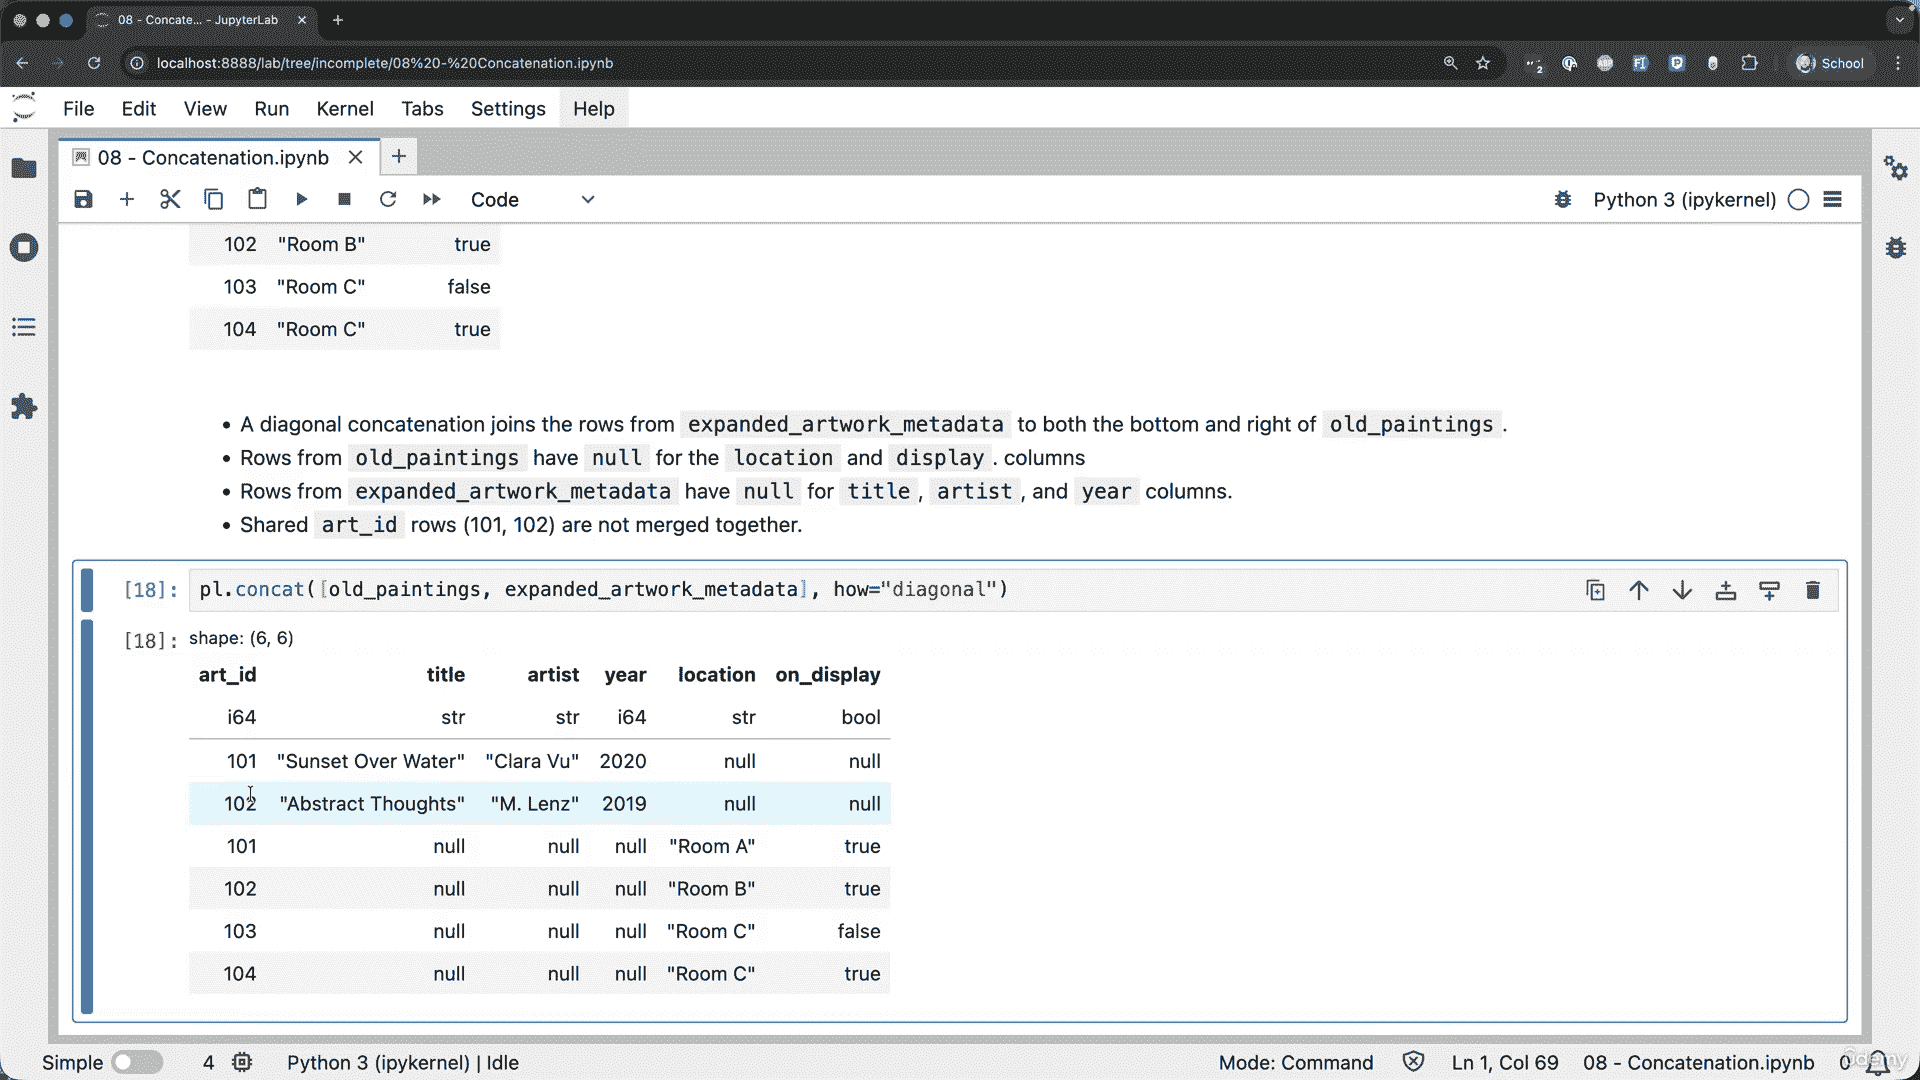 08 - Concate... - JupyterLab
localhost:8888/lab/tree/incomplete/08%20-%20Concatenation.ipynb
2
School
File Edit View Run Kernel Tabs Settings Help
08 - Concatenation.ipynb
Code
Python 3 (ipykernel)
102 "Room B" true
103 "Room C" false
104 "Room C" true
• A diagonal concatenation joins the rows from expanded_artwork_metadata to both the bottom and right of old_paintings .
• Rows from old_paintings have null for the location and display . columns
• Rows from expanded_artwork_metadata have null for title , artist , and year columns.
• Shared art_id rows (101, 102) are not merged together.
[18]: pl.concat([old_paintings, expanded_artwork_metadata], how="diagonal")
[18]: shape: (6, 6)
art_id title artist year location on_display
i64 str str i64 str bool
101 "Sunset Over Water" "Clara Vu" 2020 null null
102 "Abstract Thoughts" "M. Lenz" 2019 null null
101 null null null "Room A" true
102 null null null "Room B" true
103 null null null "Room C" false
104 null null null "Room C" true
Simple 4 Python 3 (ipykernel) | Idle Mode: Command Ln 1, Col 69 08 - Concatenation.ipynb 0
Udemy